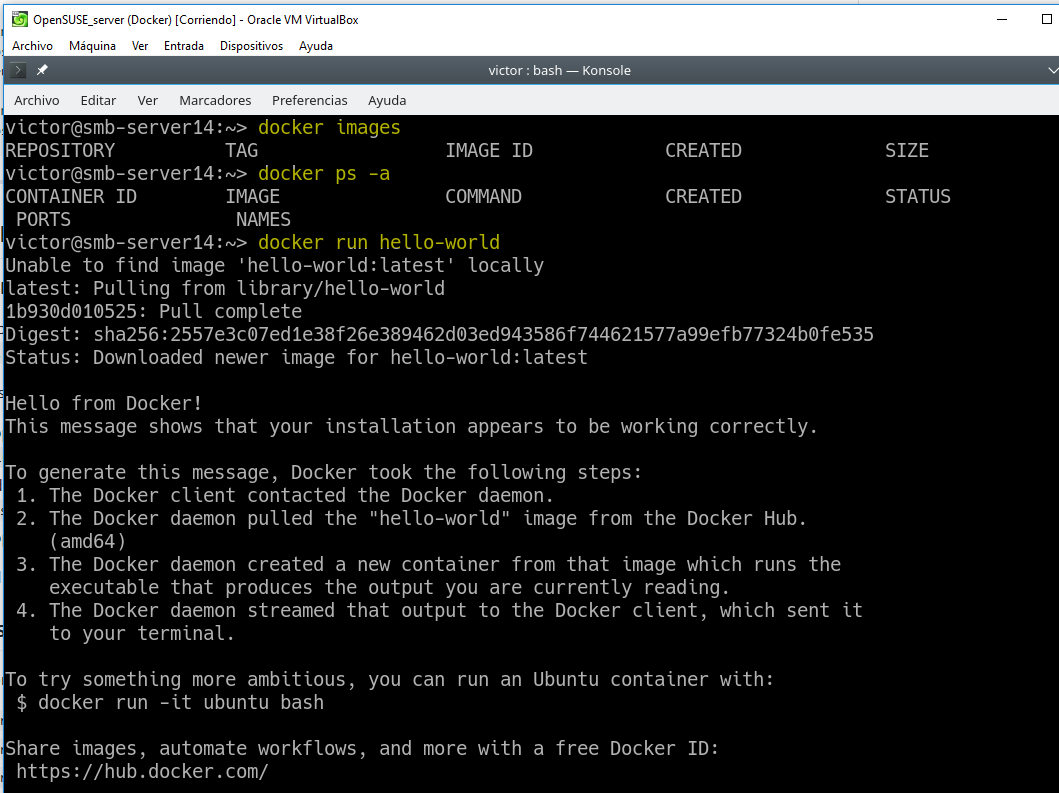 OpenSUSE_server (Docker) [Corriendo] - Oracle VM VirtualBox
Archivo Máquina Ver Entrada Dispositivos Ayuda
victor : bash — Konsole
Archivo Editar Ver Marcadores Preferencias Ayuda
victor@smb-server14:~> docker images
REPOSITORY TAG IMAGE ID CREATED SIZE
victor@smb-server14:~> docker ps -a
CONTAINER ID IMAGE COMMAND CREATED STATUS
PORTS NAMES
victor@smb-server14:~> docker run hello-world
Unable to find image 'hello-world:latest' locally
latest: Pulling from library/hello-world
1b930d010525: Pull complete
Digest: sha256:2557e3c07ed1e38f26e389462d03ed943586f744621577a99efb77324b0fe535
Status: Downloaded newer image for hello-world:latest
Hello from Docker!
This message shows that your installation appears to be working correctly.
To generate this message, Docker took the following steps:
1. The Docker client contacted the Docker daemon.
2. The Docker daemon pulled the "hello-world" image from the Docker Hub.
(amd64)
3. The Docker daemon created a new container from that image which runs the
executable that produces the output you are currently reading.
4. The Docker daemon streamed that output to the Docker client, which sent it
to your terminal.
To try something more ambitious, you can run an Ubuntu container with:
$ docker run -it ubuntu bash
Share images, automate workflows, and more with a free Docker ID:
https://hub.docker.com/